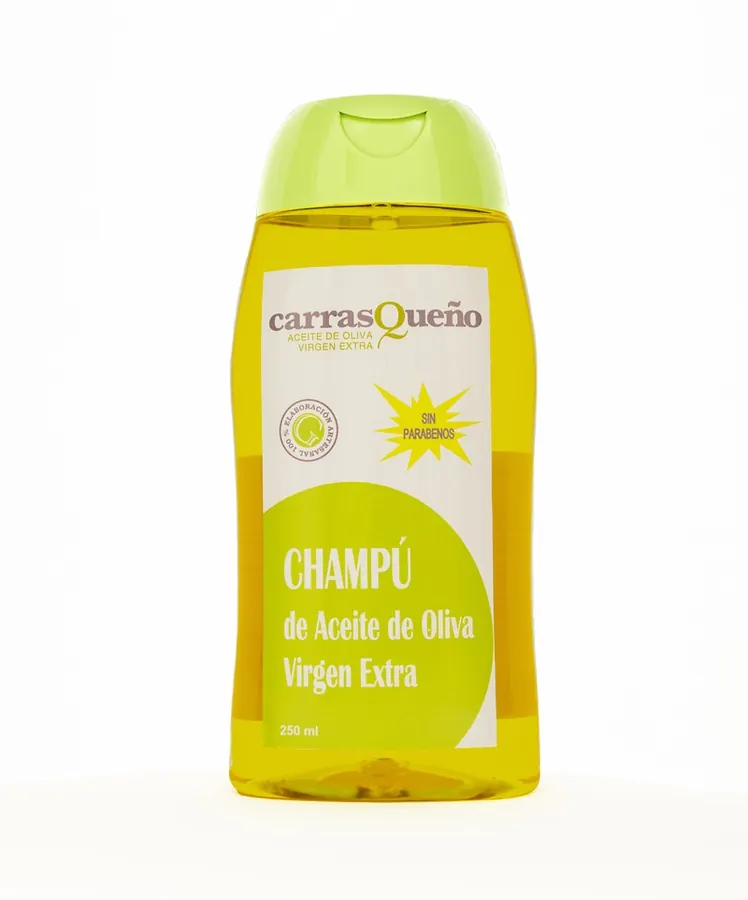 carrasQueño
ACEITE DE OLIVA
VIRGEN EXTRA
100 % ELABORACIÓN ARTESANAL
SIN
PARABENOS
CHAMPÚ
de Aceite de Oliva
Virgen Extra
250 ml